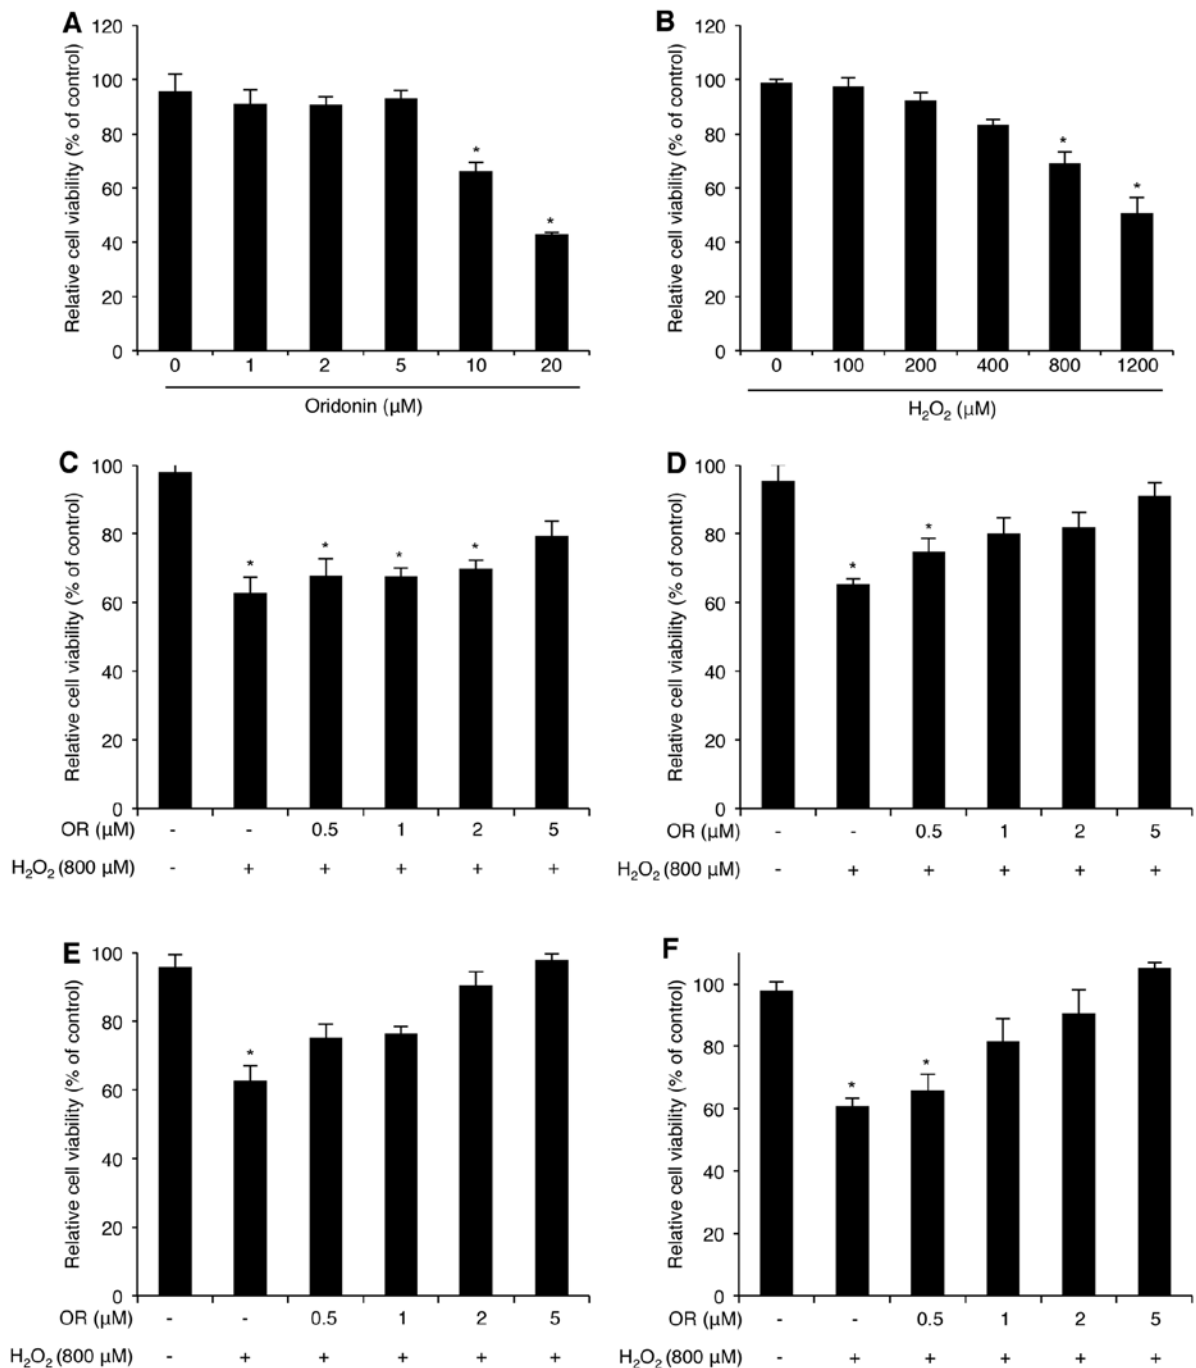 A
120
100
80
60
40
20
0
Relative cell viability (% of control)
* *
0 1 2 5 10 20
Oridonin (μM)
B
120
100
80
60
40
20
0
Relative cell viability (% of control)
* *
0 100 200 400 800 1200
H₂O₂ (μM)
C
100
80
60
40
20
0
Relative cell viability (% of control)
* * * *
OR (μM) - - 0.5 1 2 5
H₂O₂ (800 μM) - + + + + +
D
100
80
60
40
20
0
Relative cell viability (% of control)
* *
OR (μM) - - 0.5 1 2 5
H₂O₂ (800 μM) - + + + + +
E
100
80
60
40
20
0
Relative cell viability (% of control)
*
OR (μM) - - 0.5 1 2 5
H₂O₂ (800 μM) - + + + + +
F
100
80
60
40
20
0
Relative cell viability (% of control)
* *
OR (μM) - - 0.5 1 2 5
H₂O₂ (800 μM) - + + + + +